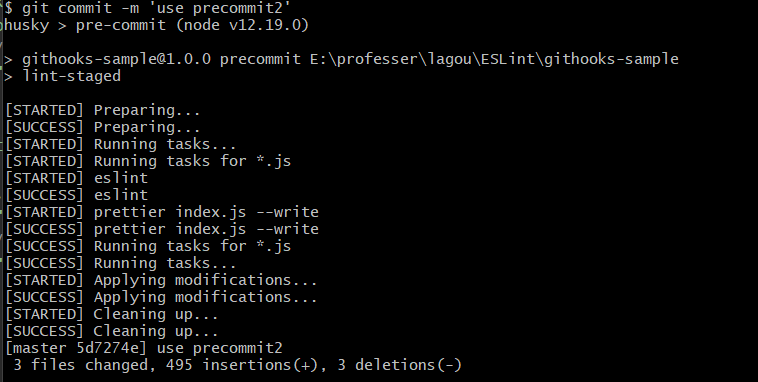 $ git commit -m 'use precommit2'
husky > pre-commit (node v12.19.0)
> githooks-sample@1.0.0 precommit E:\professer\lagou\ESLint\githooks-sample
> lint-staged
[STARTED] Preparing...
[SUCCESS] Preparing...
[STARTED] Running tasks...
[STARTED] Running tasks for *.js
[STARTED] eslint
[SUCCESS] eslint
[STARTED] prettier index.js --write
[SUCCESS] prettier index.js --write
[SUCCESS] Running tasks for *.js
[SUCCESS] Running tasks...
[STARTED] Applying modifications...
[SUCCESS] Applying modifications...
[STARTED] Cleaning up...
[SUCCESS] Cleaning up...
[master 5d7274e] use precommit2
3 files changed, 495 insertions(+), 3 deletions(-)